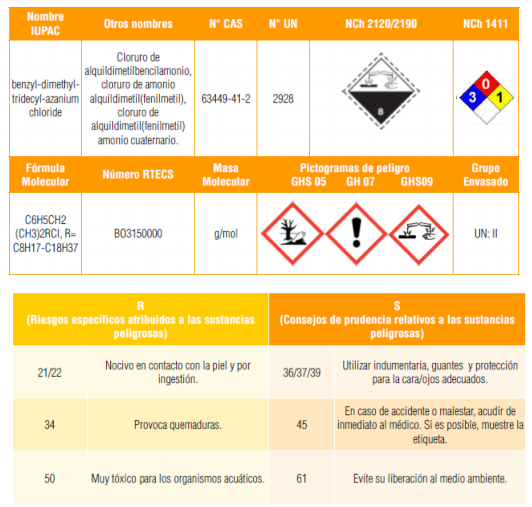 Nombre IUPAC
Otros nombres
N° CAS
N° UN
NCh 2120/2190
NCh 1411
benzyl-dimethyl-
tridecyl-azanium
chloride
Cloruro de
alquildimetilbencilamonio,
cloruro de amonio
alquildimetil(fenilmetil),
cloruro de
alquildimetil(fenilmetil)
amonio cuaternario.
63449-41-2
2928
8
0
3
1
Fórmula
Molecular
Número RTECS
Masa
Molecular
Pictogramas de peligro
GHS 05 GH 07 GHS09
Grupo
Envasado
C6H5CH2
(CH3)2RCl, R=
C8H17-C18H37
BO3150000
g/mol
UN: II
R
(Riesgos específicos atribuidos a las sustancias
peligrosas)
S
(Consejos de prudencia relativos a las sustancias
peligrosas)
21/22
Nocivo en contacto con la piel y por
ingestión.
36/37/39
Utilizar indumentaria, guantes y protección
para la cara/ojos adecuados.
34
Provoca quemaduras.
45
En caso de accidente o malestar, acudir de
inmediato al médico. Si es posible, muestre la
etiqueta.
50
Muy tóxico para los organismos acuáticos.
61
Evite su liberación al medio ambiente.